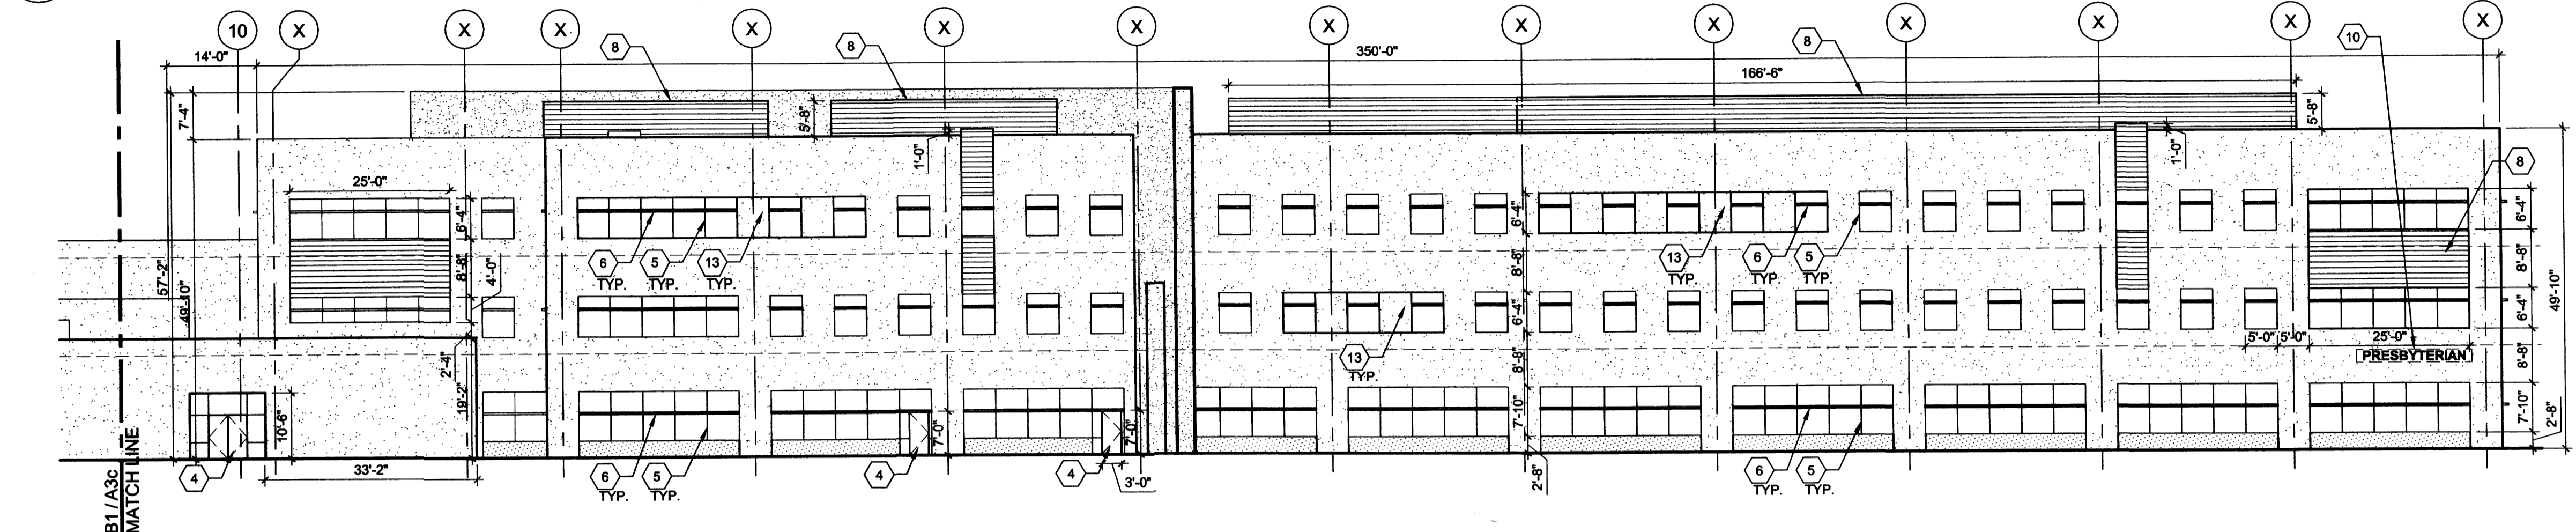 10 X X X X X X X X X X X X X
14'-0" 8 8 350'-0" 8 10
166'-6"
7'-4" 5'-8" 5'-8"
1'-0" 1'-0" 8
25'-0"
6'-4" 6'-4" 6'-4"
6 5 13 13 6 5
TYP. TYP. TYP. TYP. TYP.
57'-2" 49'-10" 8'-8" 4'-0" 8'-8" 8'-8" 49'-10"
6'-4" 6'-4"
2'-4" 13 8'-8" 5'-0" 5'-0" 25'-0" 8'-8"
TYP PRESBYTERIAN
19'-2" 10'-6" 7'-0" 7'-0" 7'-10" 7'-10" 2'-8"
33'-2"
4 6 5 4 4 3'-0" 2'-8" 6 5
TYP. TYP. TYP. TYP.
B1 / A3c
MATCH LINE